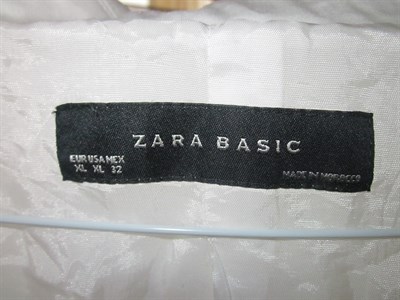 ZARA BASIC
EUR USA MEX
XL XL 32
MADE IN MOROCCO